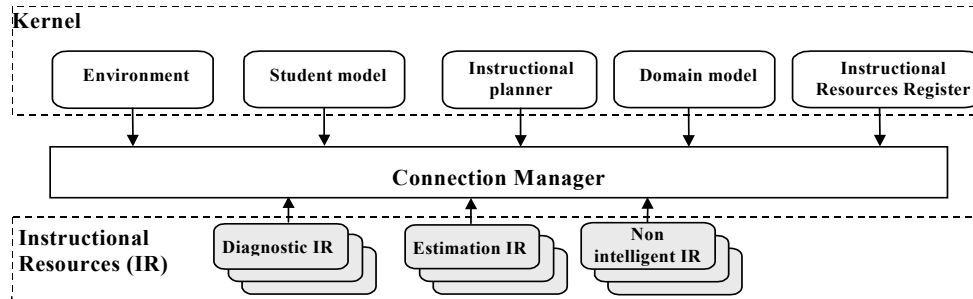 Kernel
Environment
Student model
Instructional
planner
Domain model
Instructional
Resources Register
Connection Manager
Instructional
Resources (IR)
Diagnostic IR
Estimation IR
Non
intelligent IR